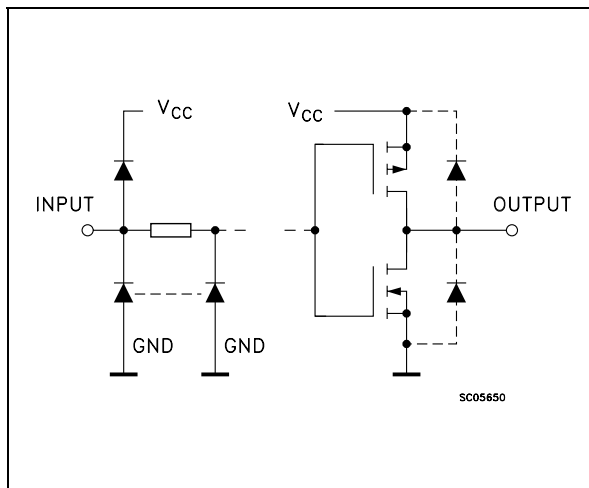 VCC
VCC
INPUT
OUTPUT
GND
GND
SC05650